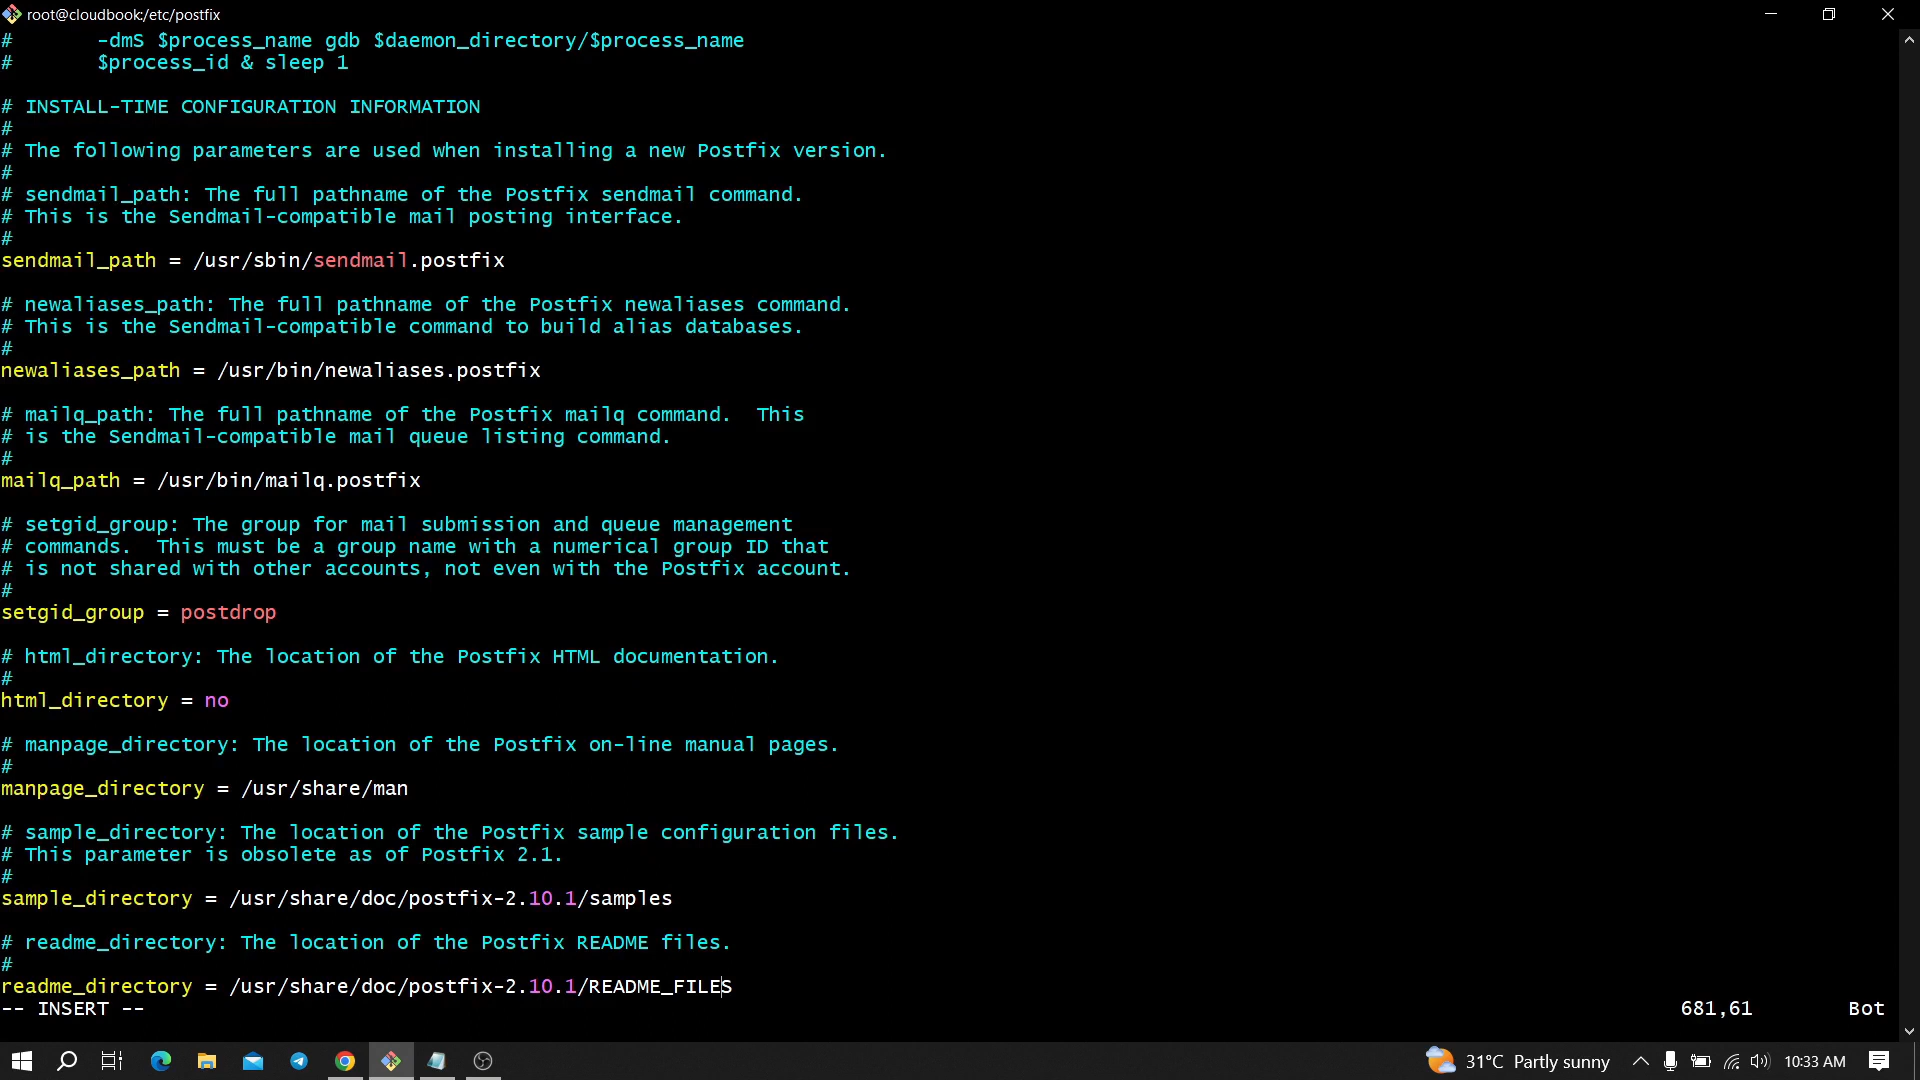 root@cloudbook:/etc/postfix
#       -dmS $process_name gdb $daemon_directory/$process_name
#       $process_id & sleep 1
# INSTALL-TIME CONFIGURATION INFORMATION
#
# The following parameters are used when installing a new Postfix version.
#
# sendmail_path: The full pathname of the Postfix sendmail command.
# This is the Sendmail-compatible mail posting interface.
#
sendmail_path = /usr/sbin/sendmail.postfix
# newaliases_path: The full pathname of the Postfix newaliases command.
# This is the Sendmail-compatible command to build alias databases.
#
newaliases_path = /usr/bin/newaliases.postfix
# mailq_path: The full pathname of the Postfix mailq command.  This
# is the Sendmail-compatible mail queue listing command.
#
mailq_path = /usr/bin/mailq.postfix
# setgid_group: The group for mail submission and queue management
# commands.  This must be a group name with a numerical group ID that
# is not shared with other accounts, not even with the Postfix account.
#
setgid_group = postdrop
# html_directory: The location of the Postfix HTML documentation.
#
html_directory = no
# manpage_directory: The location of the Postfix on-line manual pages.
#
manpage_directory = /usr/share/man
# sample_directory: The location of the Postfix sample configuration files.
# This parameter is obsolete as of Postfix 2.1.
#
sample_directory = /usr/share/doc/postfix-2.10.1/samples
# readme_directory: The location of the Postfix README files.
#
readme_directory = /usr/share/doc/postfix-2.10.1/README_FILES
-- INSERT -- 681,61 Bot
31°C Partly sunny 10:33 AM